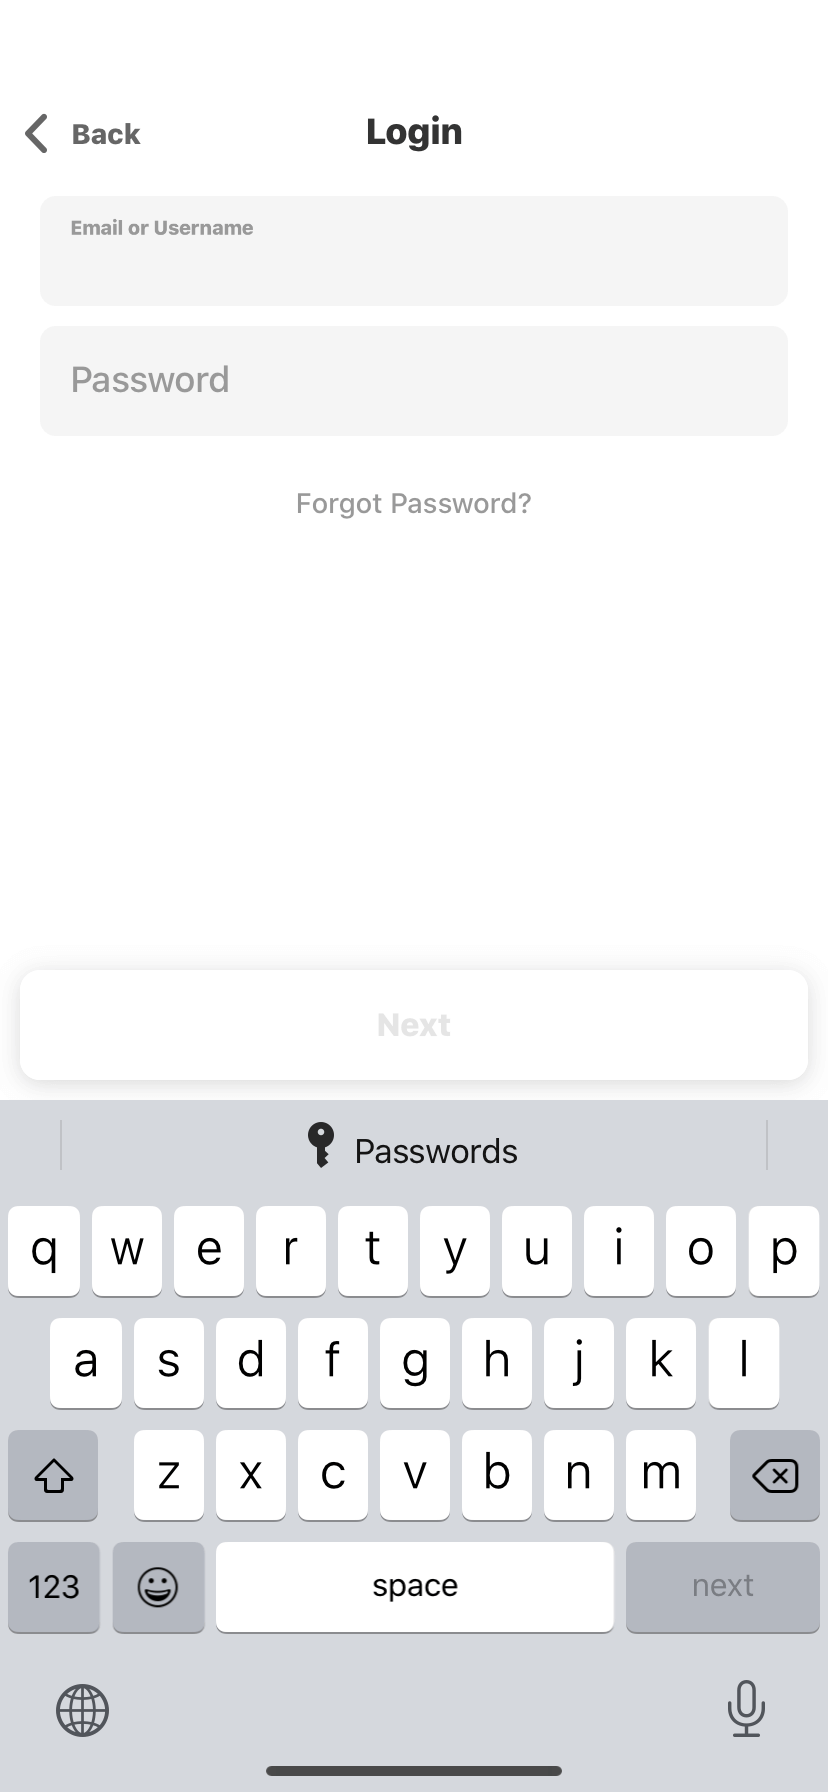 Back
Login
Email or Username
Password
Forgot Password?
Next
Passwords
q w e r t y u i o p
a s d f g h j k l
z x c v b n m
123 space next